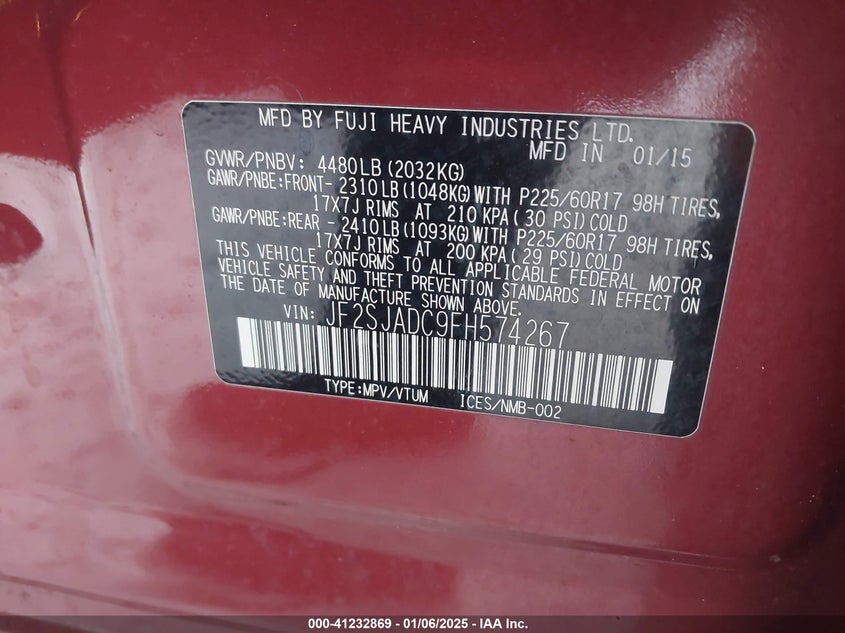 MFD BY FUJI HEAVY INDUSTRIES LTD.
MFD IN 01/15
GVWR/PNBV: 4480LB (2032KG)
GAWR/PNBE:FRONT- 2310LB(1048KG)WITH P225/60R17 98H TIRES,
17X7J RIMS AT 210 KPA(30 PSI)COLD
GAWR/PNBE:REAR - 2410LB(1093KG)WITH P225/60R17 98H TIRES,
17X7J RIMS AT 200 KPA(29 PSI)COLD
THIS VEHICLE CONFORMS TO ALL APPLICABLE FEDERAL MOTOR
VEHICLE SAFETY AND THEFT PREVENTION STANDARDS IN EFFECT ON
THE DATE OF MANUFACTURE SHOWN ABOVE.
VIN: JF2SJADC9FH574267
TYPE:MPV/VTUM ICES/NMB-002
000-41232869 - 01/06/2025 - IAA Inc.